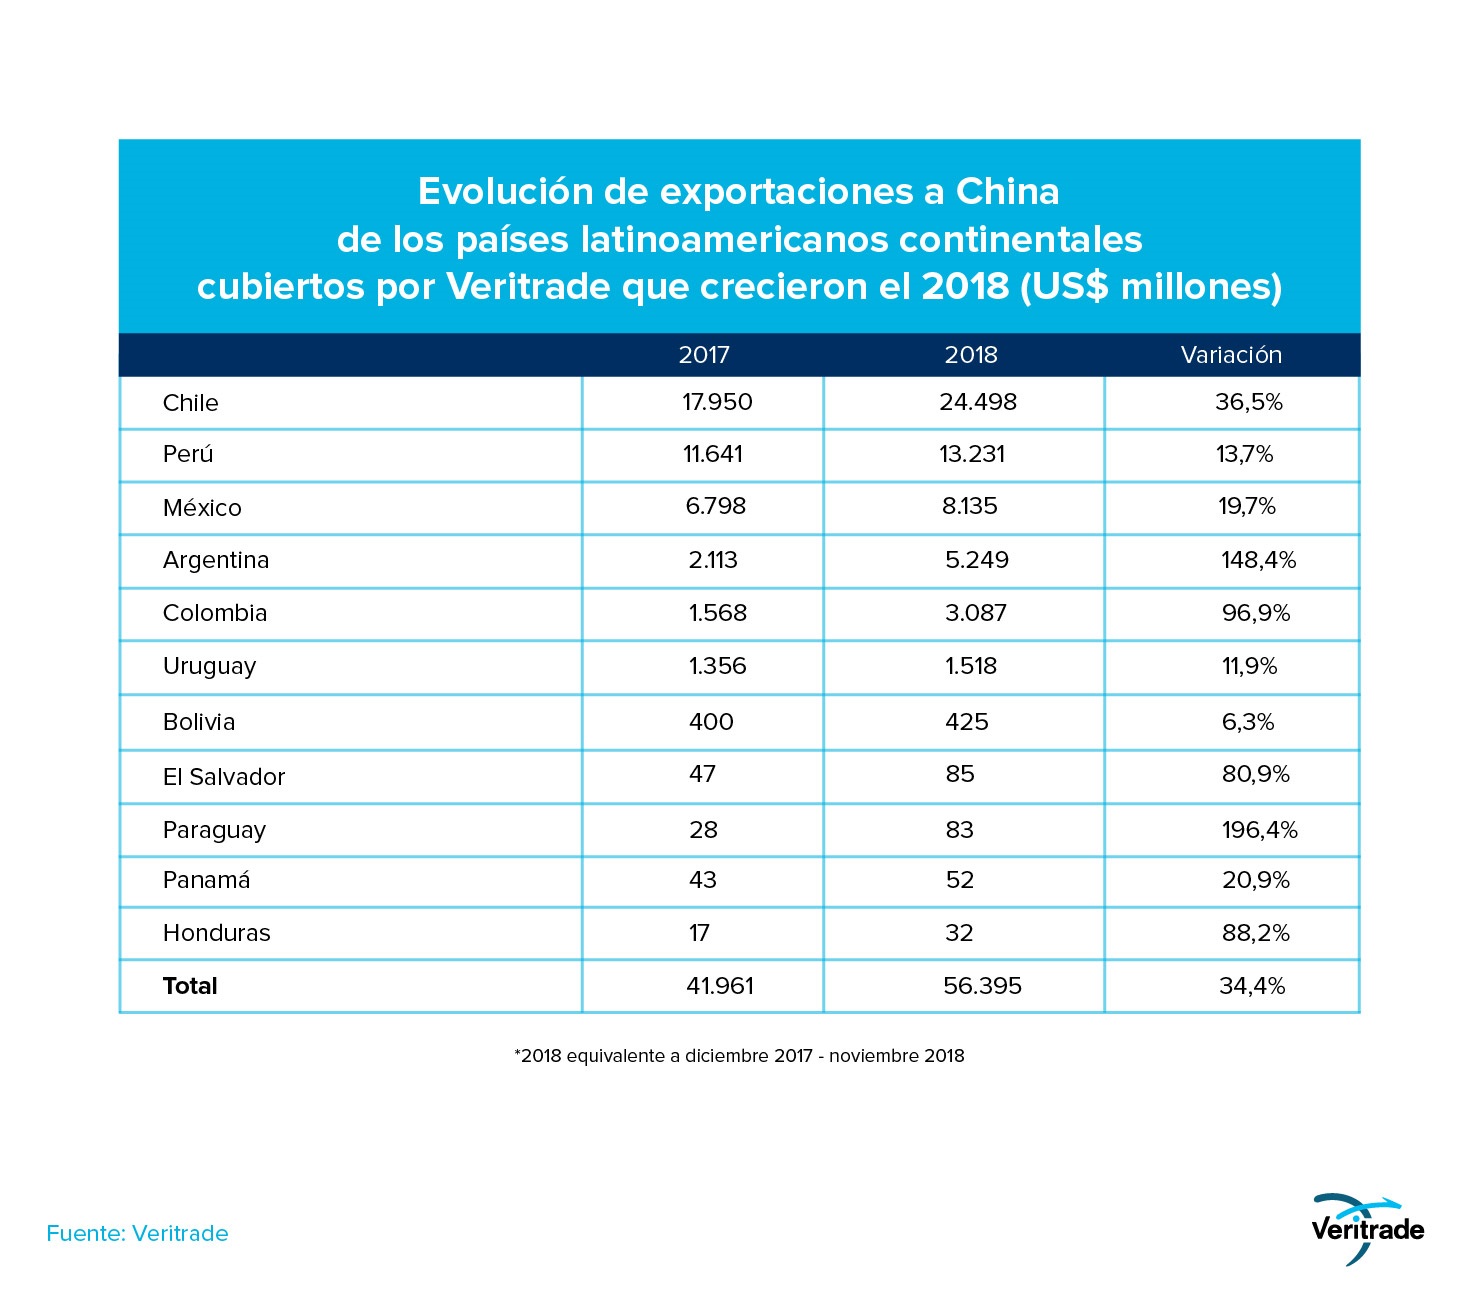 Evolución de exportaciones a China
de los países latinoamericanos continentales
cubiertos por Veritrade que crecieron el 2018 (US$ millones)
2017 2018 Variación
Chile 17.950 24.498 36,5%
Perú 11.641 13.231 13,7%
México 6.798 8.135 19,7%
Argentina 2.113 5.249 148,4%
Colombia 1.568 3.087 96,9%
Uruguay 1.356 1.518 11,9%
Bolivia 400 425 6,3%
El Salvador 47 85 80,9%
Paraguay 28 83 196,4%
Panamá 43 52 20,9%
Honduras 17 32 88,2%
Total 41.961 56.395 34,4%
*2018 equivalente a diciembre 2017 - noviembre 2018
Fuente: Veritrade
Veritrade